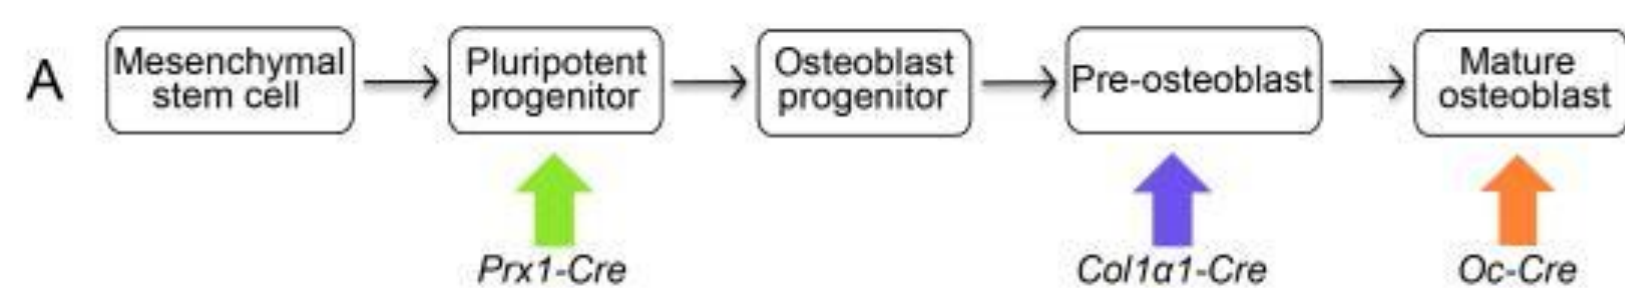 A
Mesenchymal
stem cell
Pluripotent
progenitor
Osteoblast
progenitor
Pre-osteoblast
Mature
osteoblast
Prx1-Cre
Col1α1-Cre
Oc-Cre